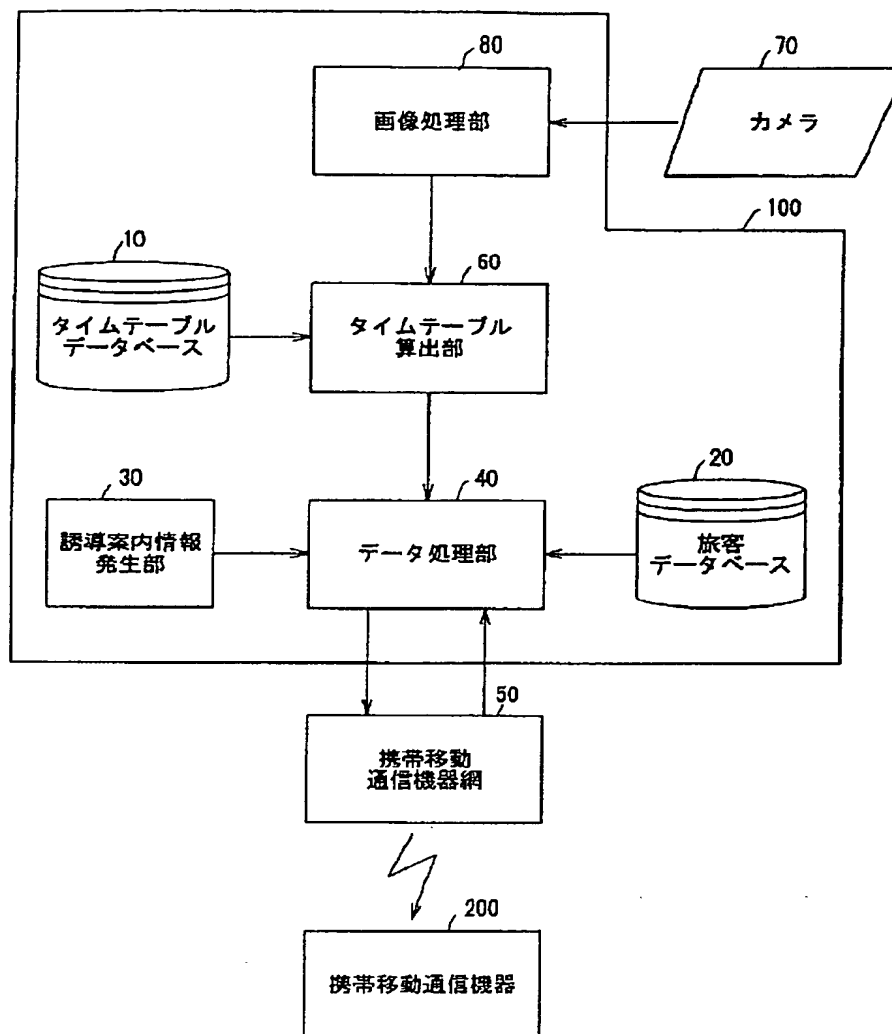 80
画像処理部
70
カメラ
100
10
タイムテーブル
データベース
60
タイムテーブル
算出部
30
誘導案内情報
発生部
40
データ処理部
20
旅客
データベース
50
携帯移動
通信機器網
200
携帯移動通信機器